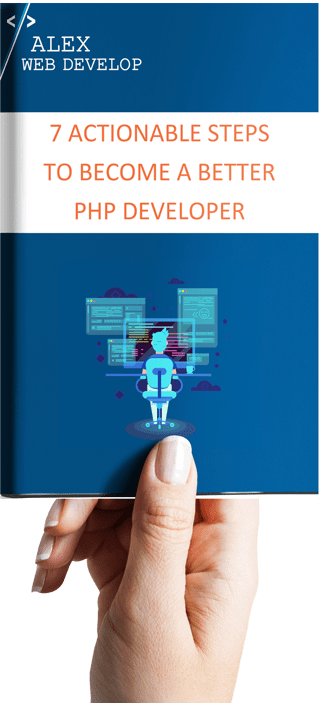 </>
ALEX
WEB DEVELOP
7 ACTIONABLE STEPS
TO BECOME A BETTER
PHP DEVELOPER